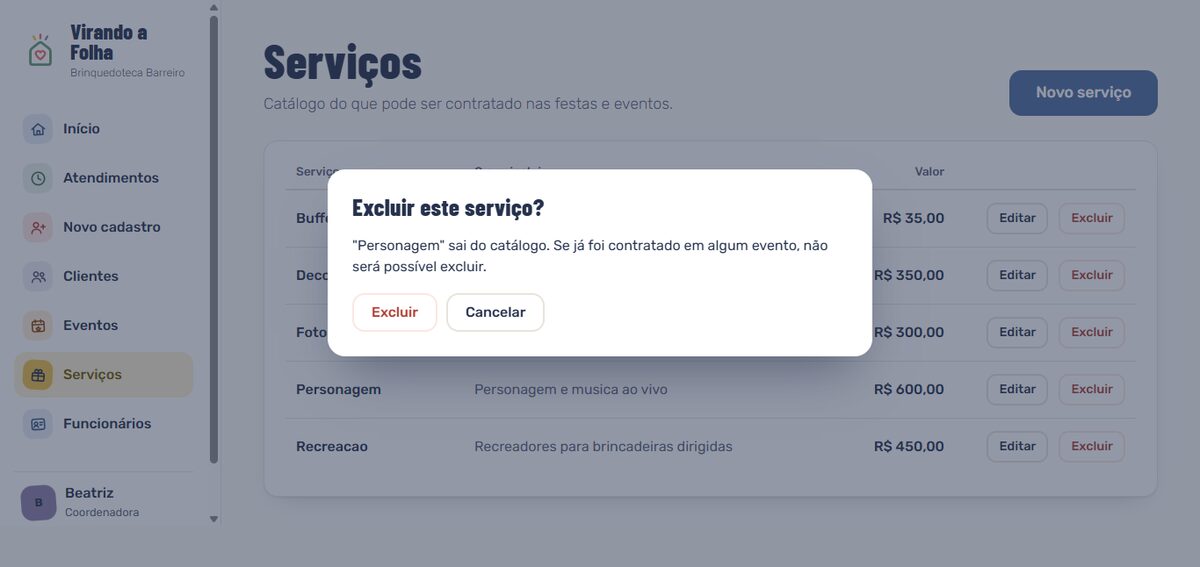 Virando a
Folha
Brinquedoteca Barreiro
Início
Atendimentos
Novo cadastro
Clientes
Eventos
Serviços
Funcionários
B
Beatriz
Coordenadora
Serviços
Catálogo do que pode ser contratado nas festas e eventos.
Novo serviço
Valor
R$ 35,00 Editar Excluir
R$ 350,00 Editar Excluir
R$ 300,00 Editar Excluir
Personagem Personagem e musica ao vivo R$ 600,00 Editar Excluir
Recreacao Recreadores para brincadeiras dirigidas R$ 450,00 Editar Excluir
Excluir este serviço?
"Personagem" sai do catálogo. Se já foi contratado em algum evento, não
será possível excluir.
Excluir Cancelar